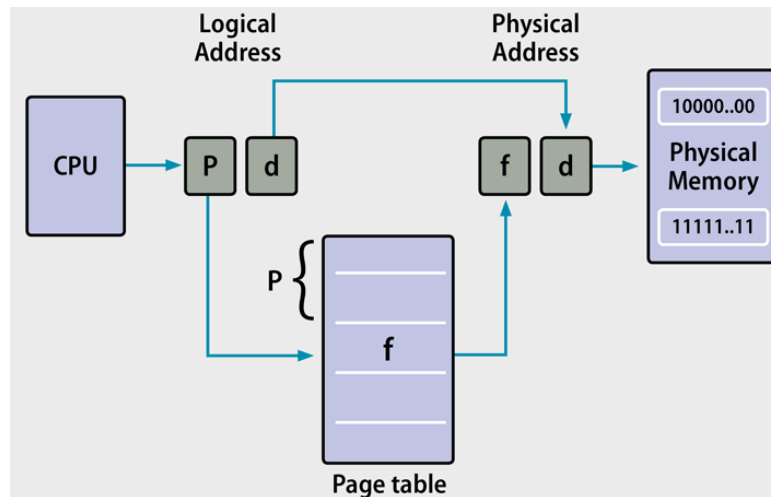 Logical
Address
Physical
Address
CPU
P
d
f
d
10000..00
Physical
Memory
11111..11
P
f
Page table